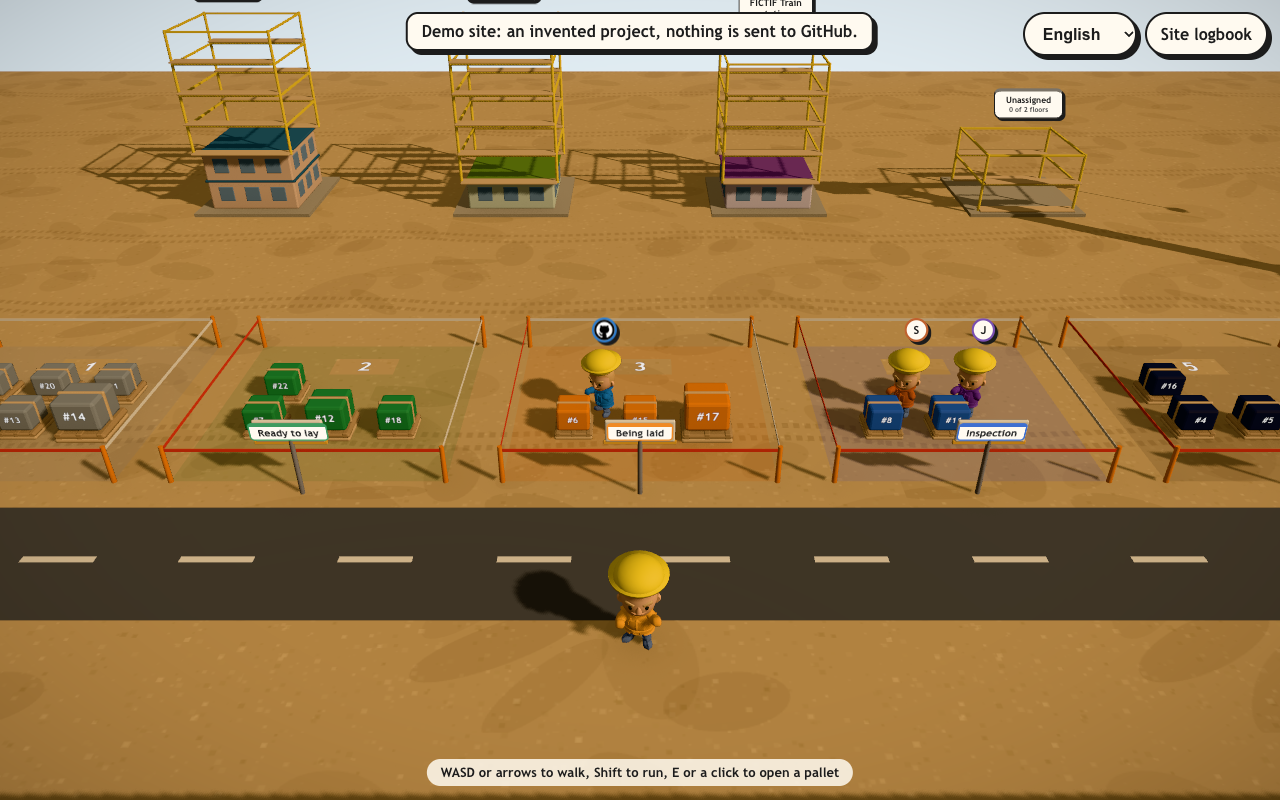 FICTIF Train
Demo site: an invented project, nothing is sent to GitHub.
English
Site logbook
Unassigned
0 of 2 floors
1
2
3
5
S
J
#20
#13
#14
#22
#12
#18
#6
#17
#8
#11
#16
#4
#5
Ready to lay
Being laid
Inspection
WASD or arrows to walk, Shift to run, E or a click to open a pallet